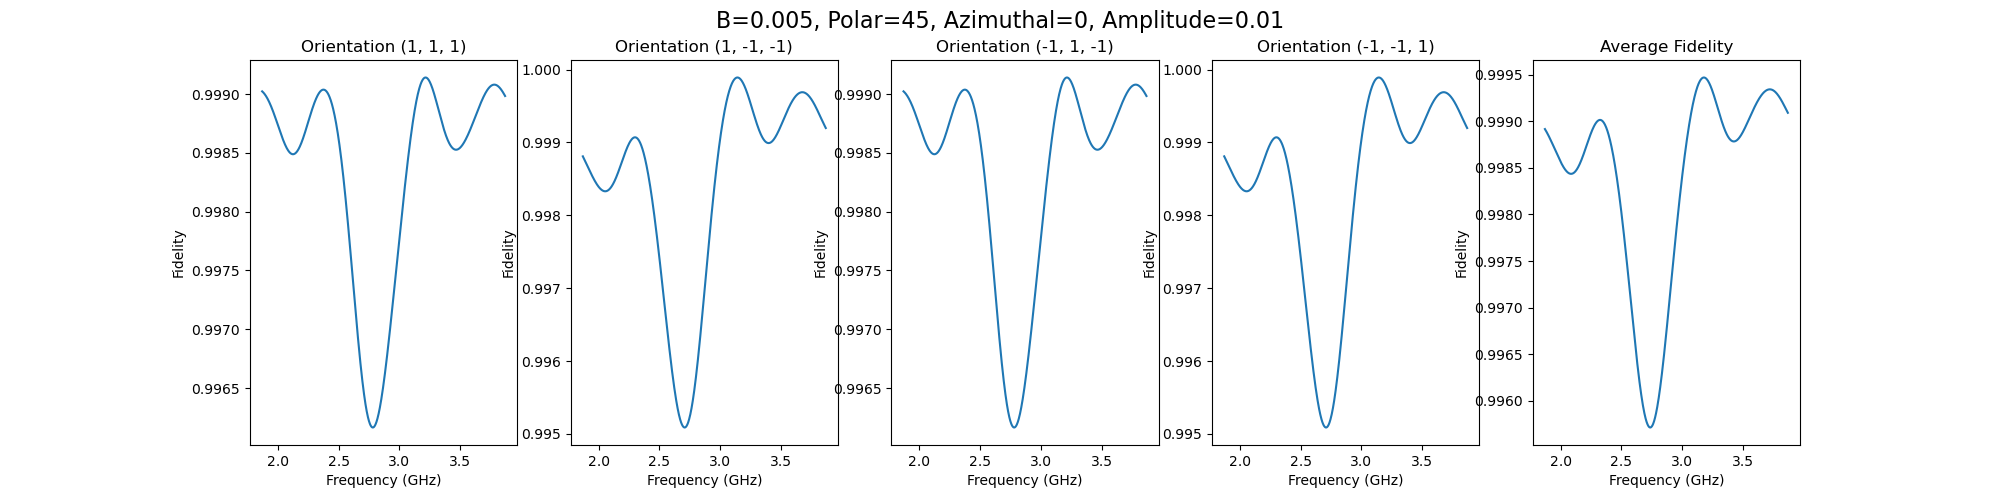 B=0.005, Polar=45, Azimuthal=0, Amplitude=0.01
Orientation (1, 1, 1)
Fidelity
0.9990
0.9985
0.9980
0.9975
0.9970
0.9965
2.0 2.5 3.0 3.5
Frequency (GHz)
Orientation (1, -1, -1)
Fidelity
1.000
0.999
0.998
0.997
0.996
0.995
2.0 2.5 3.0 3.5
Frequency (GHz)
Orientation (-1, 1, -1)
Fidelity
0.9990
0.9985
0.9980
0.9975
0.9970
0.9965
2.0 2.5 3.0 3.5
Frequency (GHz)
Orientation (-1, -1, 1)
Fidelity
1.000
0.999
0.998
0.997
0.996
0.995
2.0 2.5 3.0 3.5
Frequency (GHz)
Average Fidelity
Fidelity
0.9995
0.9990
0.9985
0.9980
0.9975
0.9970
0.9965
0.9960
2.0 2.5 3.0 3.5
Frequency (GHz)